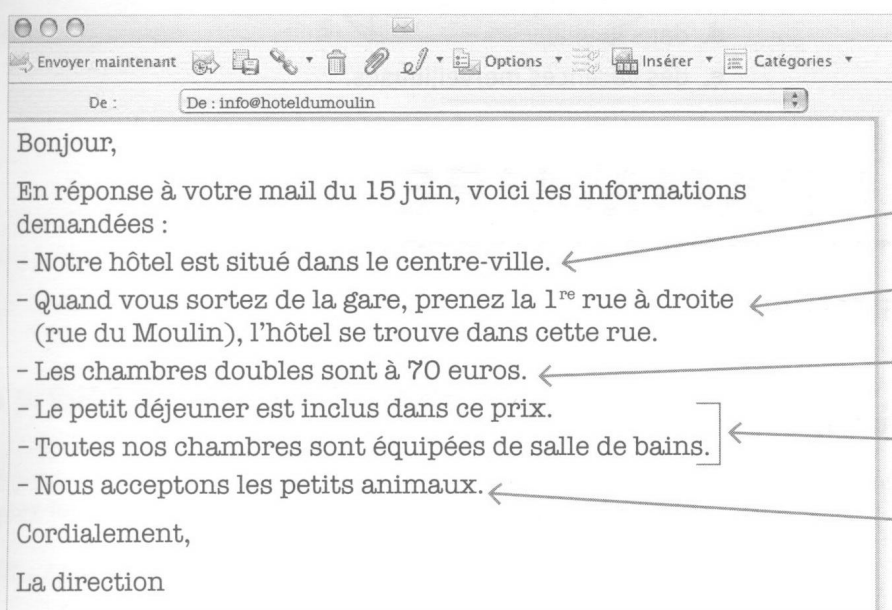 Envoyer maintenant Options Insérer Catégories
De : De : info@hoteldumoulin
Bonjour,
En réponse à votre mail du 15 juin, voici les informations
demandées :
- Notre hôtel est situé dans le centre-ville.
- Quand vous sortez de la gare, prenez la 1re rue à droite
(rue du Moulin), l'hôtel se trouve dans cette rue.
- Les chambres doubles sont à 70 euros.
- Le petit déjeuner est inclus dans ce prix.
- Toutes nos chambres sont équipées de salle de bains.
- Nous acceptons les petits animaux.
Cordialement,
La direction